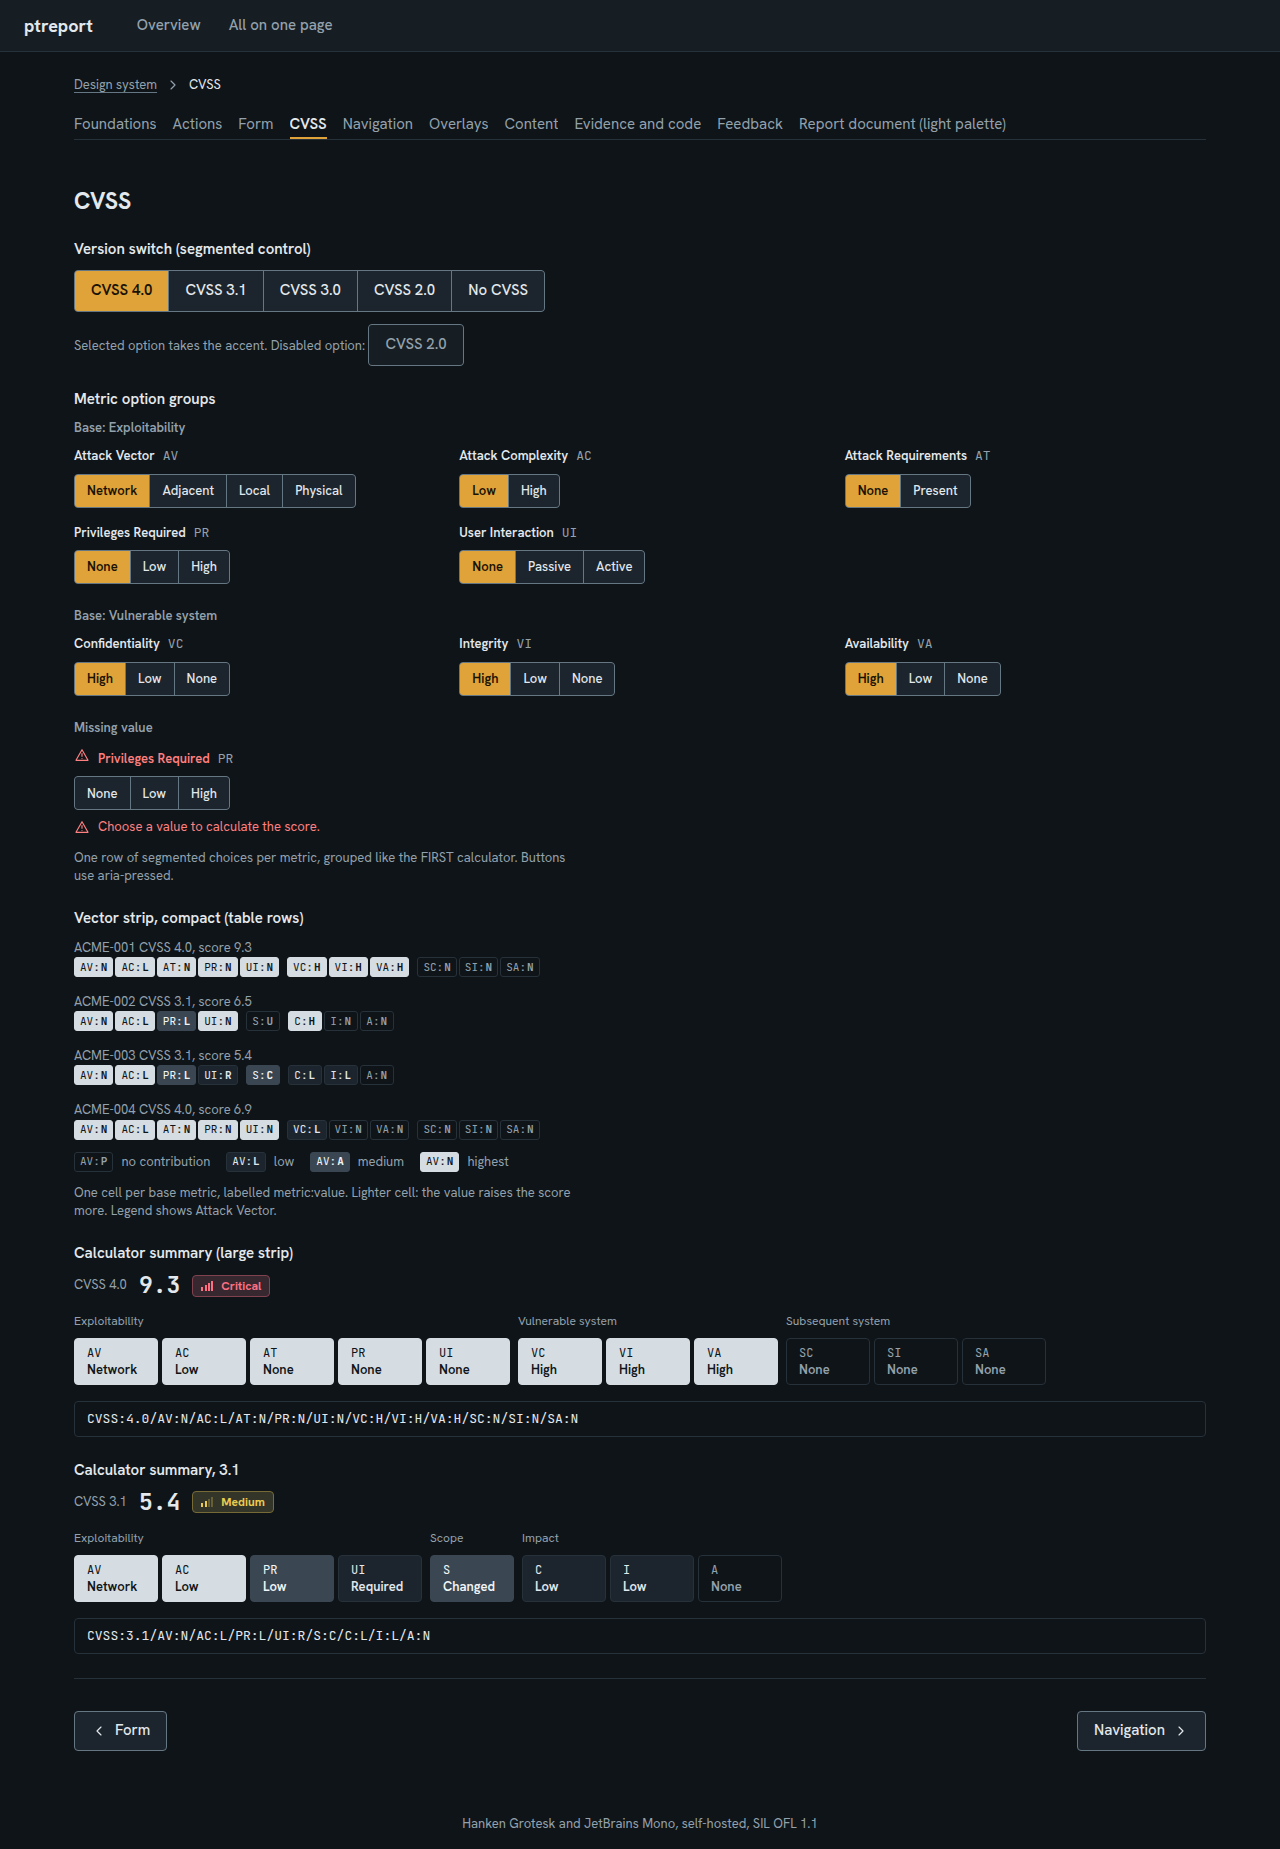 ptreport Overview All on one page
Design system CVSS
Foundations Actions Form CVSS Navigation Overlays Content Evidence and code Feedback Report document (light palette)
CVSS
Version switch (segmented control)
CVSS 4.0 CVSS 3.1 CVSS 3.0 CVSS 2.0 No CVSS
Selected option takes the accent. Disabled option: CVSS 2.0
Metric option groups
Base: Exploitability
Attack Vector AV Attack Complexity AC Attack Requirements AT
Network Adjacent Local Physical Low High None Present
Privileges Required PR User Interaction UI
None Low High None Passive Active
Base: Vulnerable system
Confidentiality VC Integrity VI Availability VA
High Low None High Low None High Low None
Missing value
Privileges Required PR
None Low High
Choose a value to calculate the score.
One row of segmented choices per metric, grouped like the FIRST calculator. Buttons
use aria-pressed.
Vector strip, compact (table rows)
ACME-001 CVSS 4.0, score 9.3
AV:N AC:L AT:N PR:N UI:N VC:H VI:H VA:H SC:N SI:N SA:N
ACME-002 CVSS 3.1, score 6.5
AV:N AC:L PR:L UI:N S:U C:H I:N A:N
ACME-003 CVSS 3.1, score 5.4
AV:N AC:L PR:L UI:R S:C C:L I:L A:N
ACME-004 CVSS 4.0, score 6.9
AV:N AC:L AT:N PR:N UI:N VC:L VI:N VA:N SC:N SI:N SA:N
AV:P no contribution AV:L low AV:A medium AV:N highest
One cell per base metric, labelled metric:value. Lighter cell: the value raises the score
more. Legend shows Attack Vector.
Calculator summary (large strip)
CVSS 4.0 9.3 Critical
Exploitability Vulnerable system Subsequent system
AV AC AT PR UI VC VI VA SC SI SA
Network Low None None None High High High None None None
CVSS:4.0/AV:N/AC:L/AT:N/PR:N/UI:N/VC:H/VI:H/VA:H/SC:N/SI:N/SA:N
Calculator summary, 3.1
CVSS 3.1 5.4 Medium
Exploitability Scope Impact
AV AC PR UI S C I A
Network Low Low Required Changed Low Low None
CVSS:3.1/AV:N/AC:L/PR:L/UI:R/S:C/C:L/I:L/A:N
Form Navigation
Hanken Grotesk and JetBrains Mono, self-hosted, SIL OFL 1.1